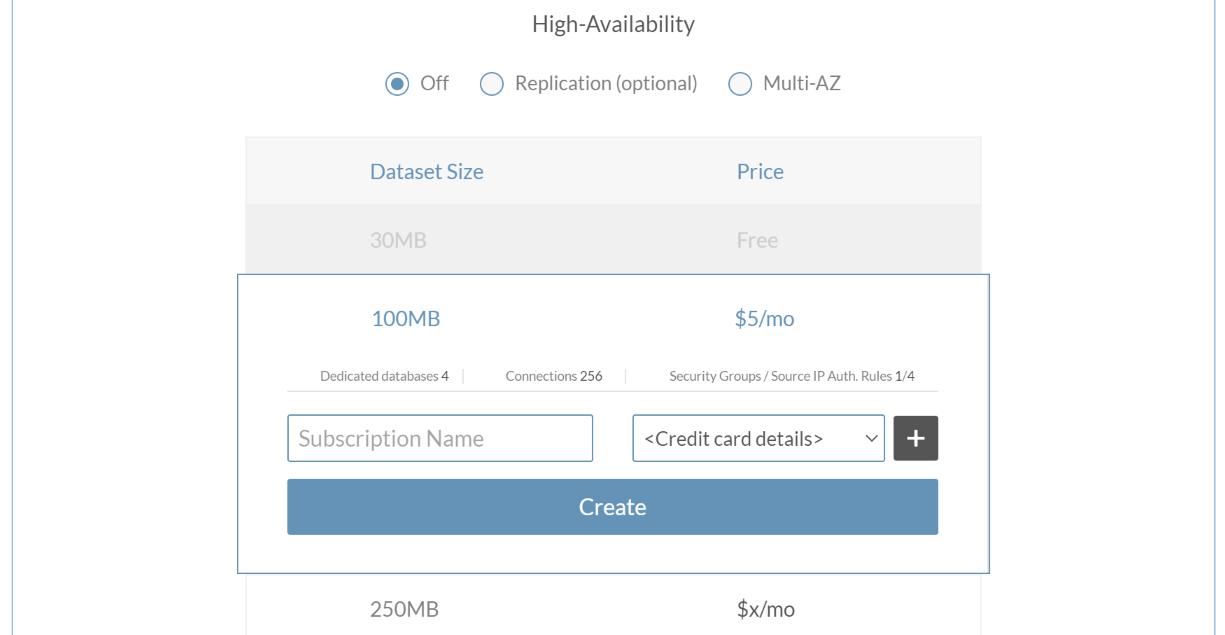 High-Availability
Off Replication (optional) Multi-AZ
Dataset Size Price
30MB Free
100MB $5/mo
Dedicated databases 4 Connections 256 Security Groups / Source IP Auth. Rules 1/4
Subscription Name <Credit card details> +
Create
250MB $x/mo